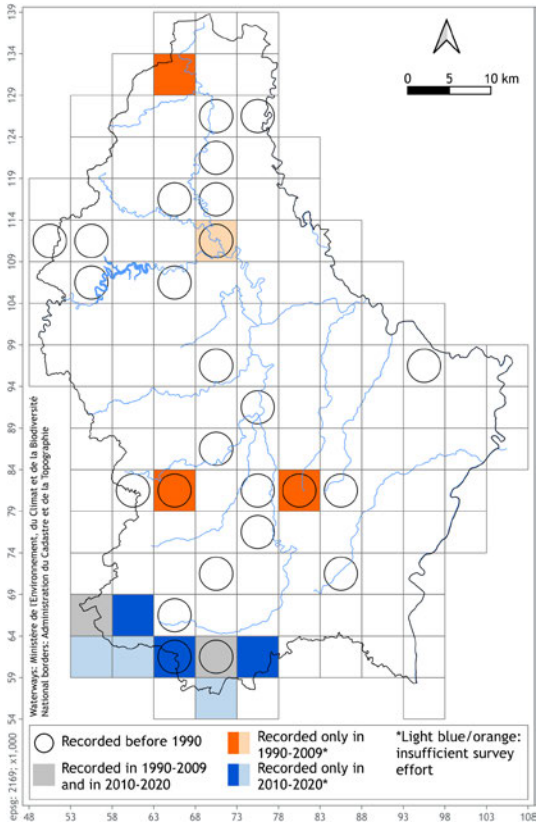 139
134
129
124
119
114
109
104
99
94
89
84
79
74
69
64
59
54
0 5 10 km
Waterways: Ministère de l'Environnement, du Climat et de la Biodiversité
National borders: Administration du Cadastre et de la Topographie
epsg: 2169; x1,000
Recorded before 1990
Recorded in 1990-2009
and in 2010-2020
Recorded only in
1990-2009*
Recorded only in
2010-2020*
*Light blue/orange:
insufficient survey
effort
48 53 58 63 68 73 78 83 88 93 98 103 108